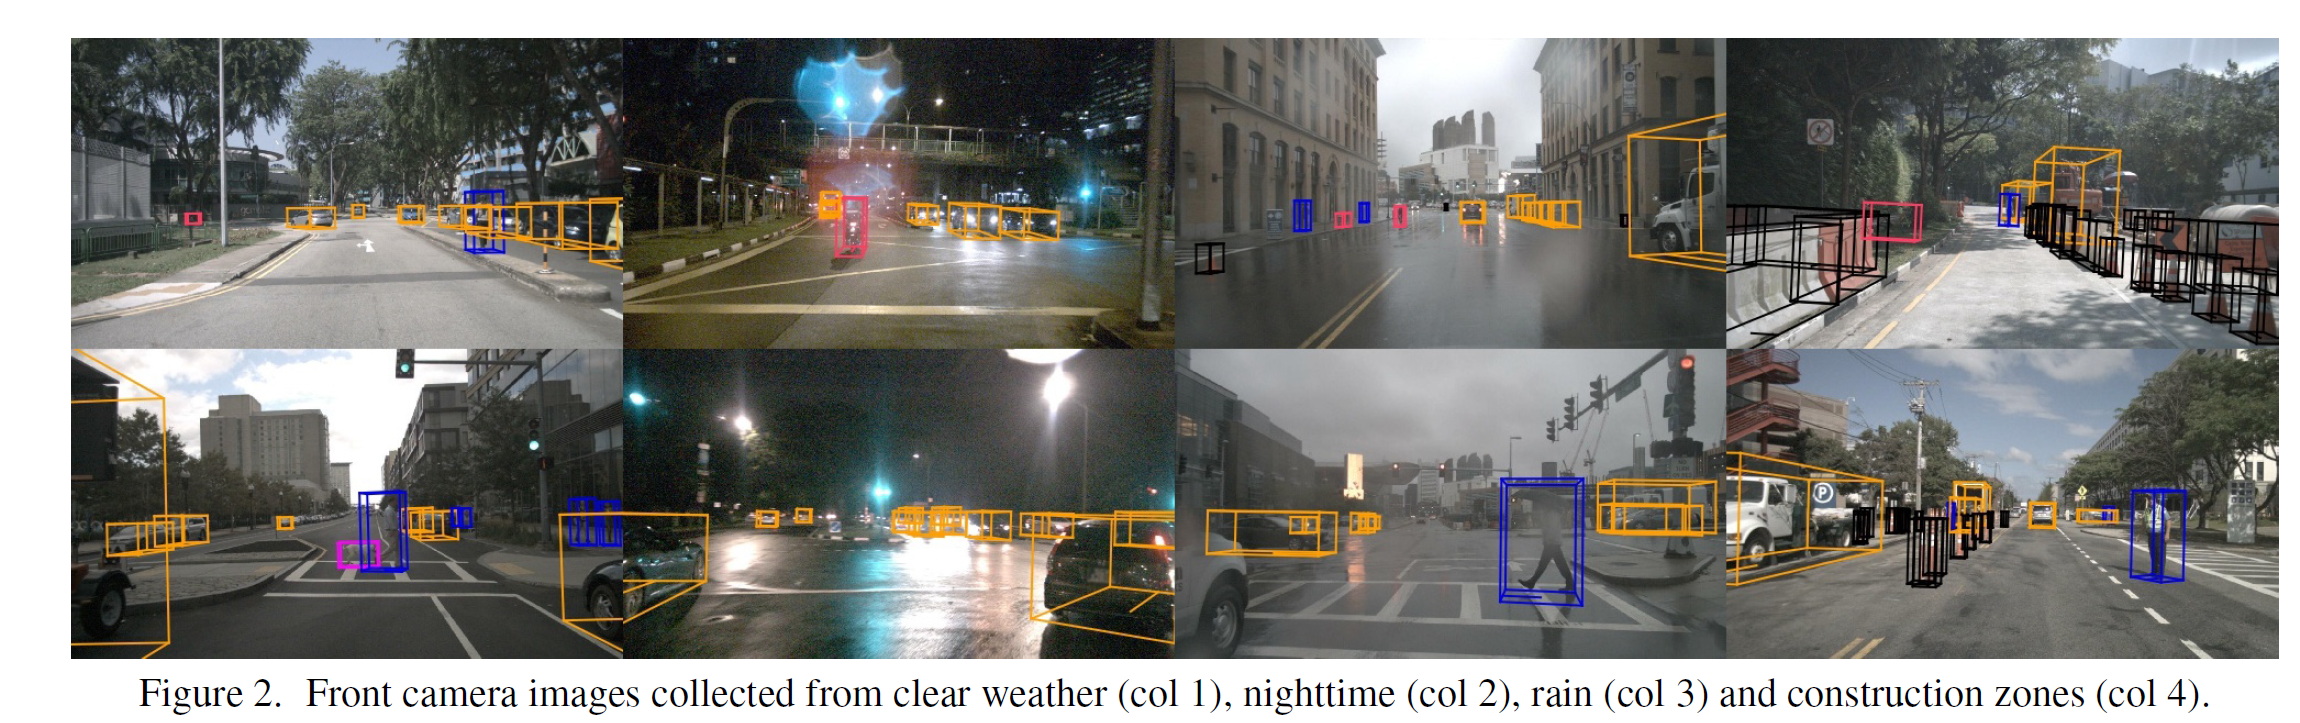 P
Figure 2. Front camera images collected from clear weather (col 1), nighttime (col 2), rain (col 3) and construction zones (col 4).